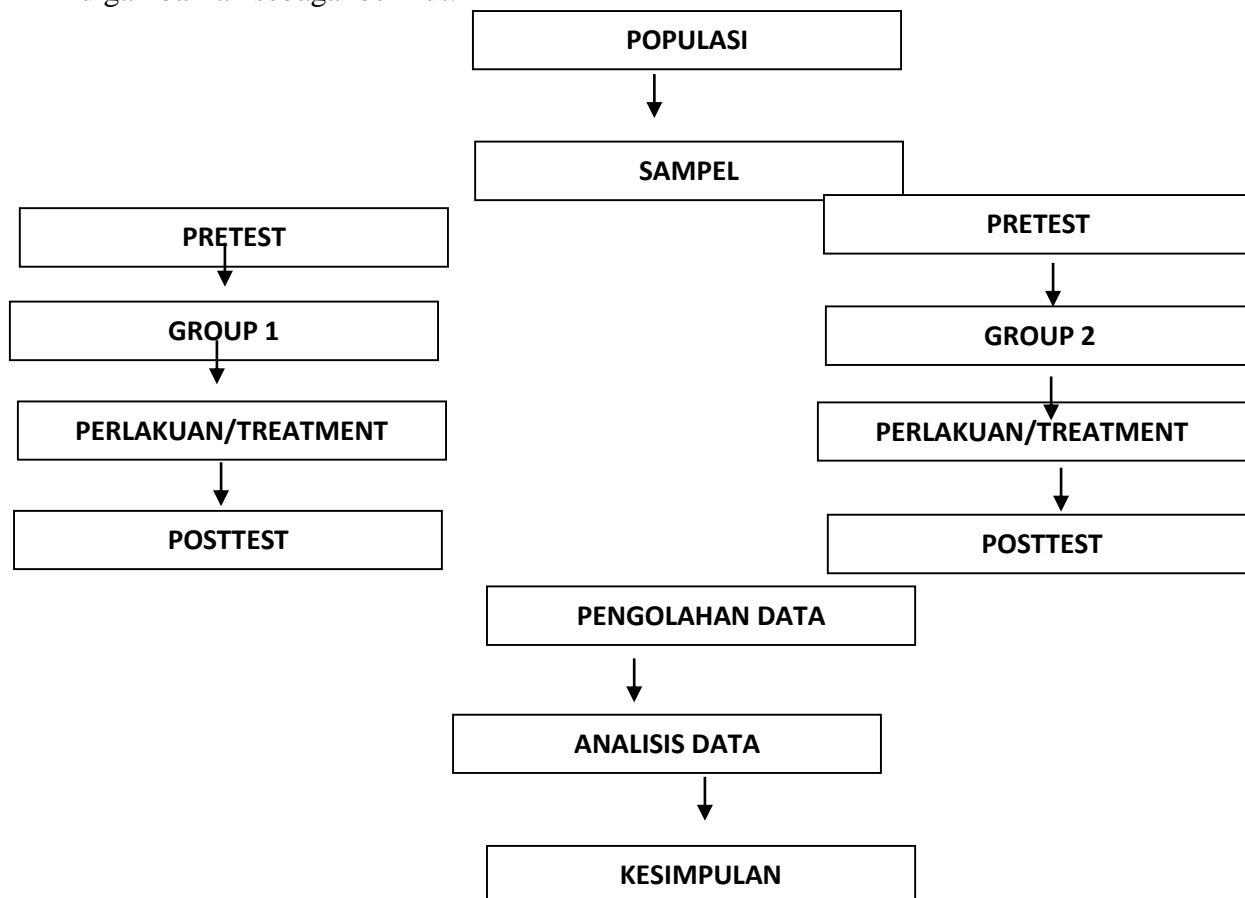 POPULASI
SAMPEL
PRETEST
PRETEST
GROUP 1
GROUP 2
PERLAKUAN/TREATMENT
PERLAKUAN/TREATMENT
POSTTEST
POSTTEST
PENGOLAHAN DATA
ANALISIS DATA
KESIMPULAN